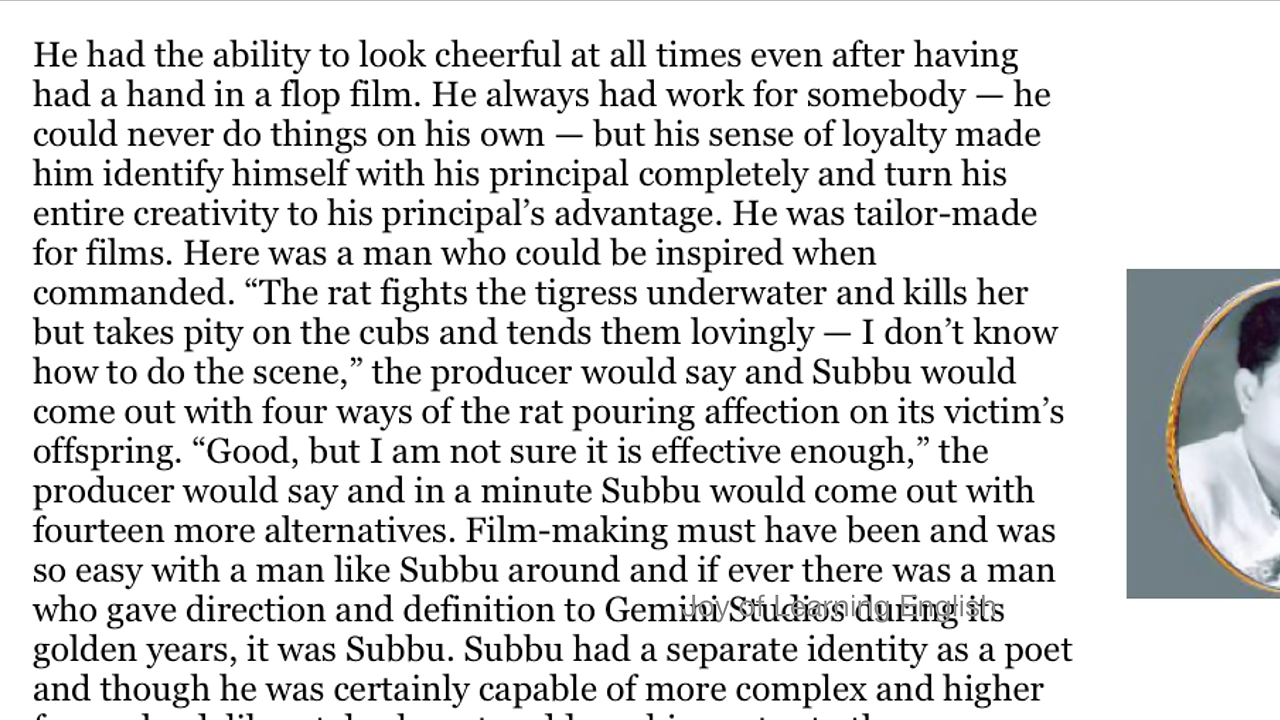 He had the ability to look cheerful at all times even after having
had a hand in a flop film. He always had work for somebody — he
could never do things on his own — but his sense of loyalty made
him identify himself with his principal completely and turn his
entire creativity to his principal’s advantage. He was tailor-made
for films. Here was a man who could be inspired when
commanded. “The rat fights the tigress underwater and kills her
but takes pity on the cubs and tends them lovingly — I don’t know
how to do the scene,” the producer would say and Subbu would
come out with four ways of the rat pouring affection on its victim’s
offspring. “Good, but I am not sure it is effective enough,” the
producer would say and in a minute Subbu would come out with
fourteen more alternatives. Film-making must have been and was
so easy with a man like Subbu around and if ever there was a man
who gave direction and definition to Gemini Studios during its
Joy of Learning English
golden years, it was Subbu. Subbu had a separate identity as a poet
and though he was certainly capable of more complex and higher